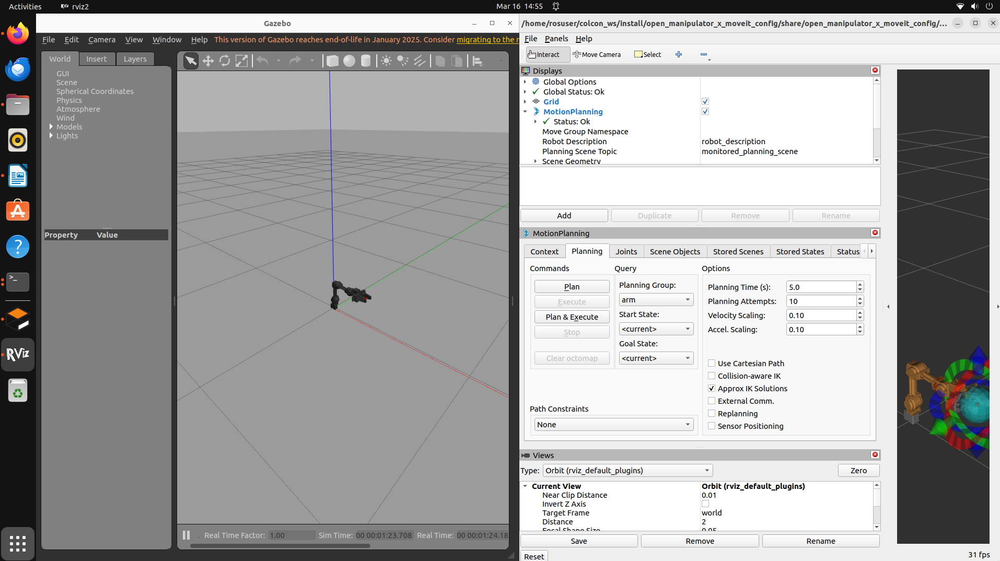 Activities
rviz2
Mar 16 14:55
Gazebo
File Edit Camera View Window Help This version of Gazebo reaches end-of-life in January 2025. Consider migrating to the
World Insert Layers
GUI
Scene
Spherical Coordinates
Physics
Atmosphere
Wind
Models
Lights
Property Value
Real Time Factor: 1.00 Sim Time: 00 00:01:23.708 Real Time: 00 00:01:24.18
>_
?
RViz
/home/rosuser/colcon_ws/install/open_manipulator_x_moveit_config/share/open_manipulator_x_moveit_config/...
File Panels Help
Interact Move Camera Select
Displays
Global Options
Global Status: Ok
Grid
MotionPlanning
Status: Ok
Move Group Namespace
Robot Description robot_description
Planning Scene Topic monitored_planning_scene
Scene Geometry
Add Duplicate Remove Rename
MotionPlanning
Context Planning Joints Scene Objects Stored Scenes Stored States Status
Commands Query Options
Plan
Execute
Plan & Execute
Stop
Clear octomap
Planning Group:
arm
Start State:
<current>
Goal State:
<current>
Planning Time (s): 5.0
Planning Attempts: 10
Velocity Scaling: 0.10
Accel. Scaling: 0.10
Use Cartesian Path
Collision-aware IK
Approx IK Solutions
External Comm.
Replanning
Sensor Positioning
Path Constraints
None
Views
Type: Orbit (rviz_default_plugins) Zero
Current View Orbit (rviz_default_plugins)
Near Clip Distance 0.01
Invert Z Axis
Target Frame world
Distance 2
Focal Shape Size 0.05
Save Remove Rename
Reset
31 fps